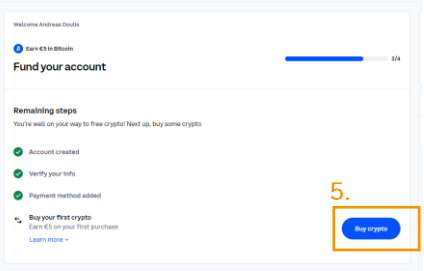 Welcome Andreas Doulis
Earn €5 in Bitcoin
Fund your account
3/4
Remaining steps
You're well on your way to free crypto! Next up, buy some crypto
Account created
Verify your info
Payment method added
5.
Buy your first crypto
Earn €5 on your first purchase
Buy crypto
Learn more